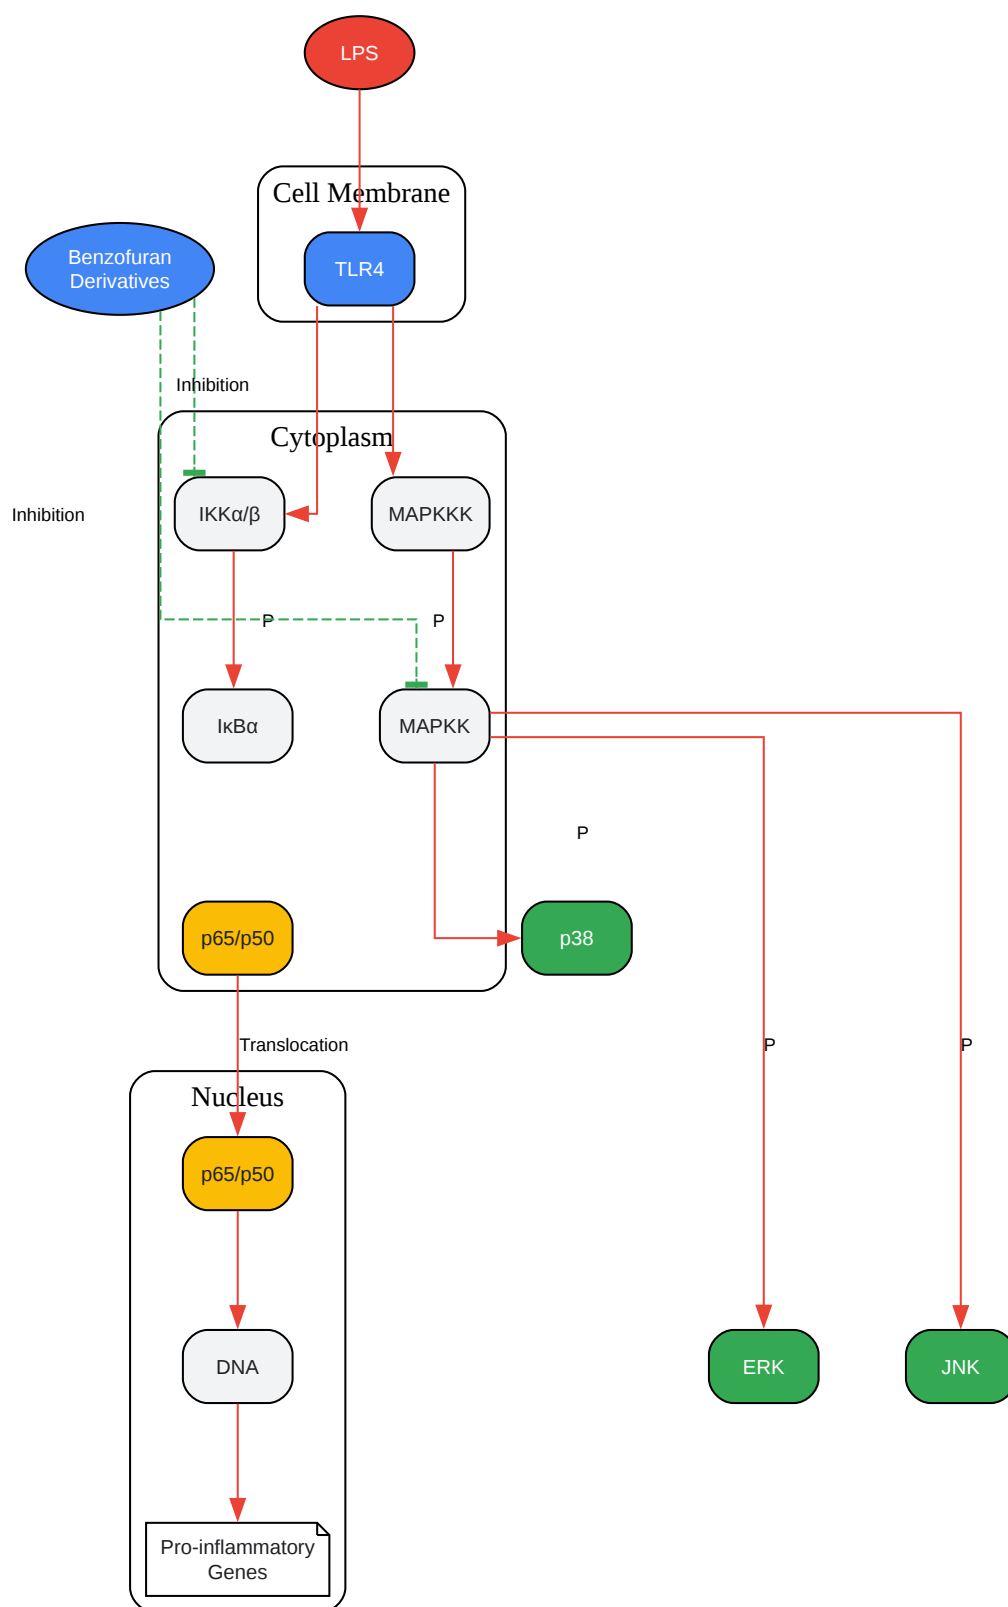 LPS
Cell Membrane
TLR4
Benzofuran
Derivatives
Inhibition
Cytoplasm
IKKα/β
MAPKKK
Inhibition
P
P
IκBα
MAPKK
P
p65/p50
p38
Translocation
P
P
Nucleus
p65/p50
DNA
ERK
JNK
Pro-inflammatory
Genes